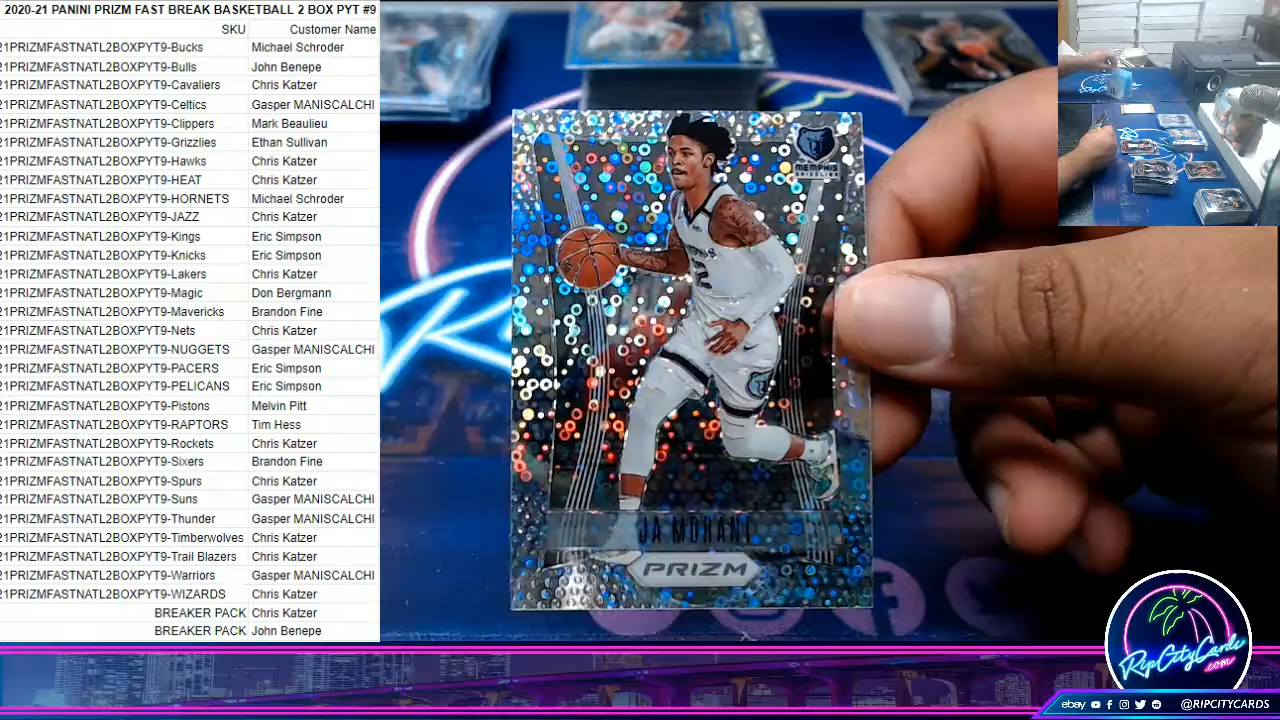 2020-21 PANINI PRIZM FAST BREAK BASKETBALL 2 BOX PYT #9
SKU Customer Name
21PRIZMFASTNATL2BOXPYT9-Bucks Michael Schroder
21PRIZMFASTNATL2BOXPYT9-Bulls John Benepe
21PRIZMFASTNATL2BOXPYT9-Cavaliers Chris Katzer
21PRIZMFASTNATL2BOXPYT9-Celtics Gasper MANISCALCHI
21PRIZMFASTNATL2BOXPYT9-Clippers Mark Beaulieu
21PRIZMFASTNATL2BOXPYT9-Grizzlies Ethan Sullivan
21PRIZMFASTNATL2BOXPYT9-Hawks Chris Katzer
21PRIZMFASTNATL2BOXPYT9-HEAT Chris Katzer
21PRIZMFASTNATL2BOXPYT9-HORNETS Michael Schroder
21PRIZMFASTNATL2BOXPYT9-JAZZ Chris Katzer
21PRIZMFASTNATL2BOXPYT9-Kings Eric Simpson
21PRIZMFASTNATL2BOXPYT9-Knicks Eric Simpson
21PRIZMFASTNATL2BOXPYT9-Lakers Chris Katzer
21PRIZMFASTNATL2BOXPYT9-Magic Don Bergmann
21PRIZMFASTNATL2BOXPYT9-Mavericks Brandon Fine
21PRIZMFASTNATL2BOXPYT9-Nets Chris Katzer
21PRIZMFASTNATL2BOXPYT9-NUGGETS Gasper MANISCALCHI
21PRIZMFASTNATL2BOXPYT9-PACERS Eric Simpson
21PRIZMFASTNATL2BOXPYT9-PELICANS Eric Simpson
21PRIZMFASTNATL2BOXPYT9-Pistons Melvin Pitt
21PRIZMFASTNATL2BOXPYT9-RAPTORS Tim Hess
21PRIZMFASTNATL2BOXPYT9-Rockets Chris Katzer
21PRIZMFASTNATL2BOXPYT9-Sixers Brandon Fine
21PRIZMFASTNATL2BOXPYT9-Spurs Chris Katzer
21PRIZMFASTNATL2BOXPYT9-Suns Gasper MANISCALCHI
21PRIZMFASTNATL2BOXPYT9-Thunder Gasper MANISCALCHI
21PRIZMFASTNATL2BOXPYT9-Timberwolves Chris Katzer
21PRIZMFASTNATL2BOXPYT9-Trail Blazers Chris Katzer
21PRIZMFASTNATL2BOXPYT9-Warriors Gasper MANISCALCHI
21PRIZMFASTNATL2BOXPYT9-WIZARDS Chris Katzer
BREAKER PACK Chris Katzer
BREAKER PACK John Benepe
MEMPHIS
GRIZZLIES
JA MORANT
PRIZM
RipCityCards
.com
ebay @RIPCITYCARDS